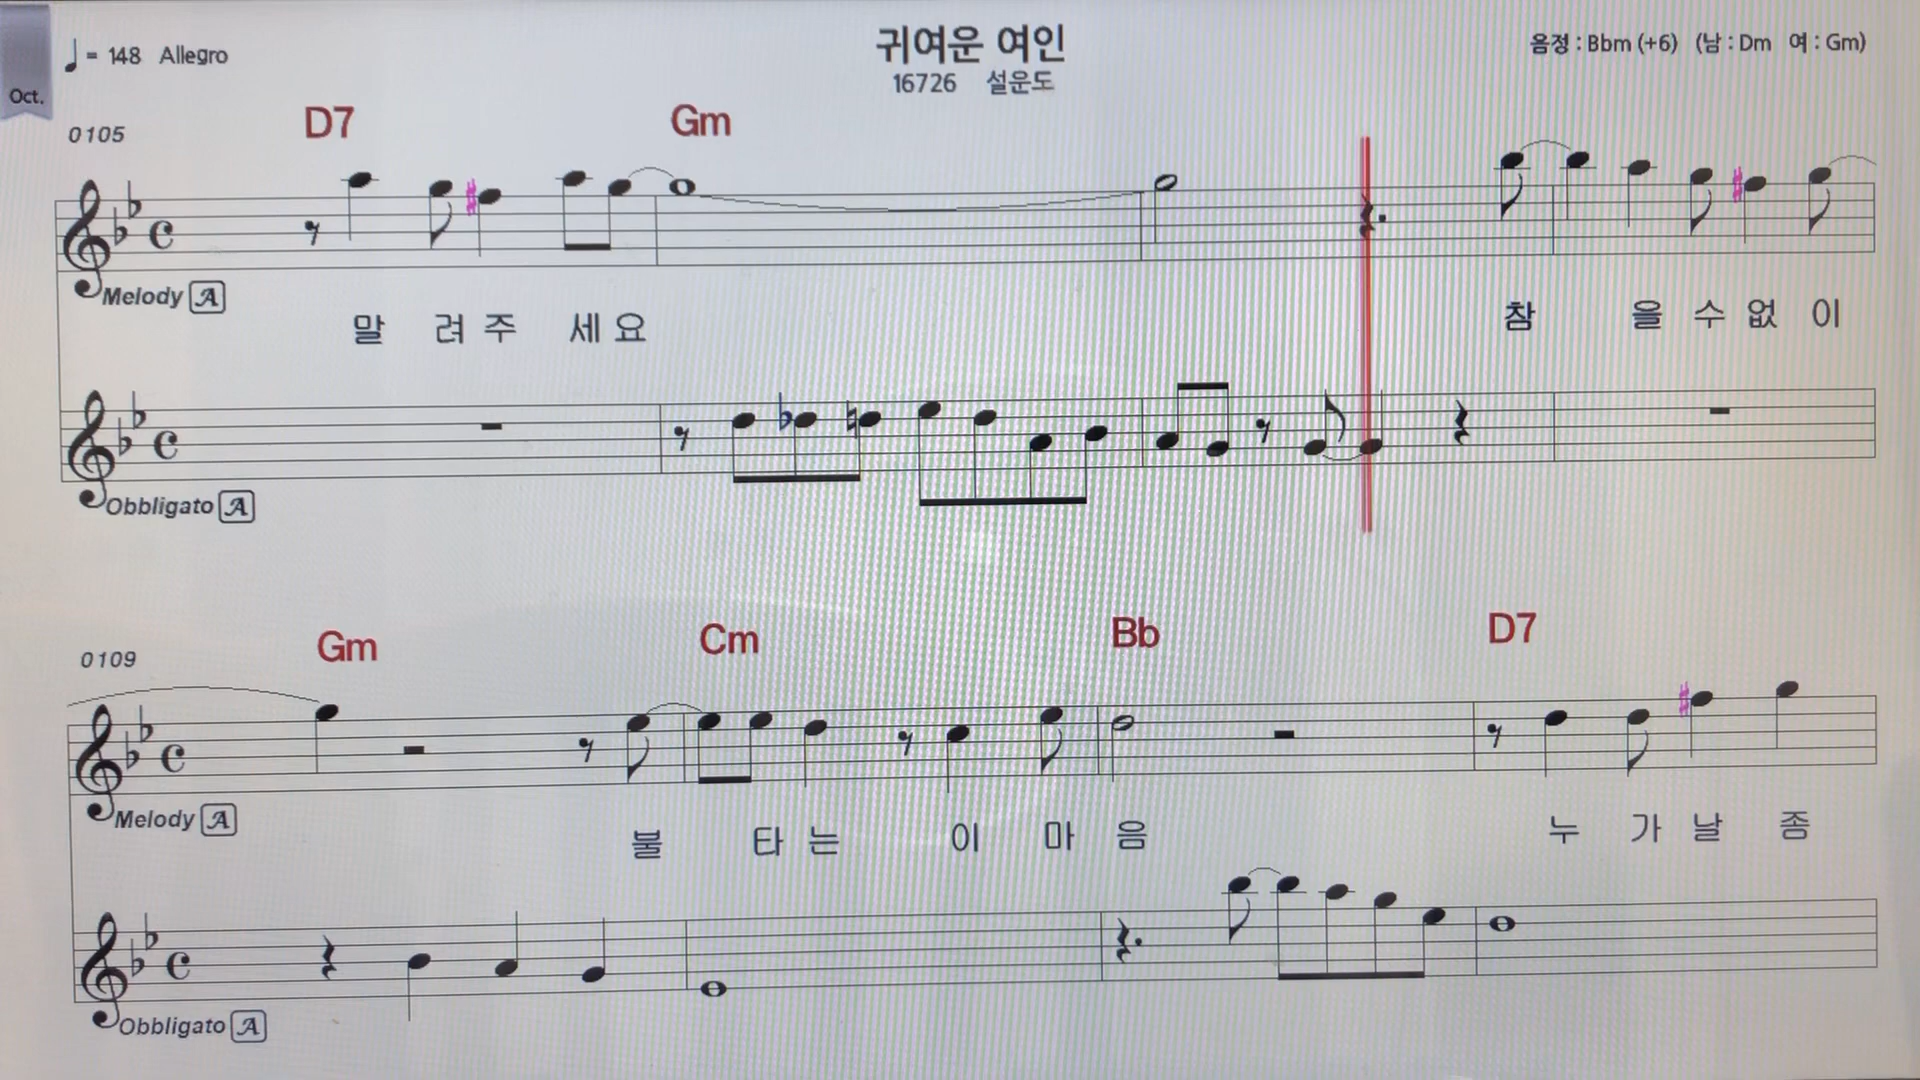 = 148 Allegro
귀여운 여인
음정 : Bbm (+6) (남 : Dm 여 : Gm)
16726 설운도
Oct.
0105
D7 Gm
Melody A
말 려 주 세 요 참 을 수 없 이
Obbligato A
0109
Gm Cm Bb D7
Melody A
불 타 는 이 마 음 누 가 날 좀
Obbligato A